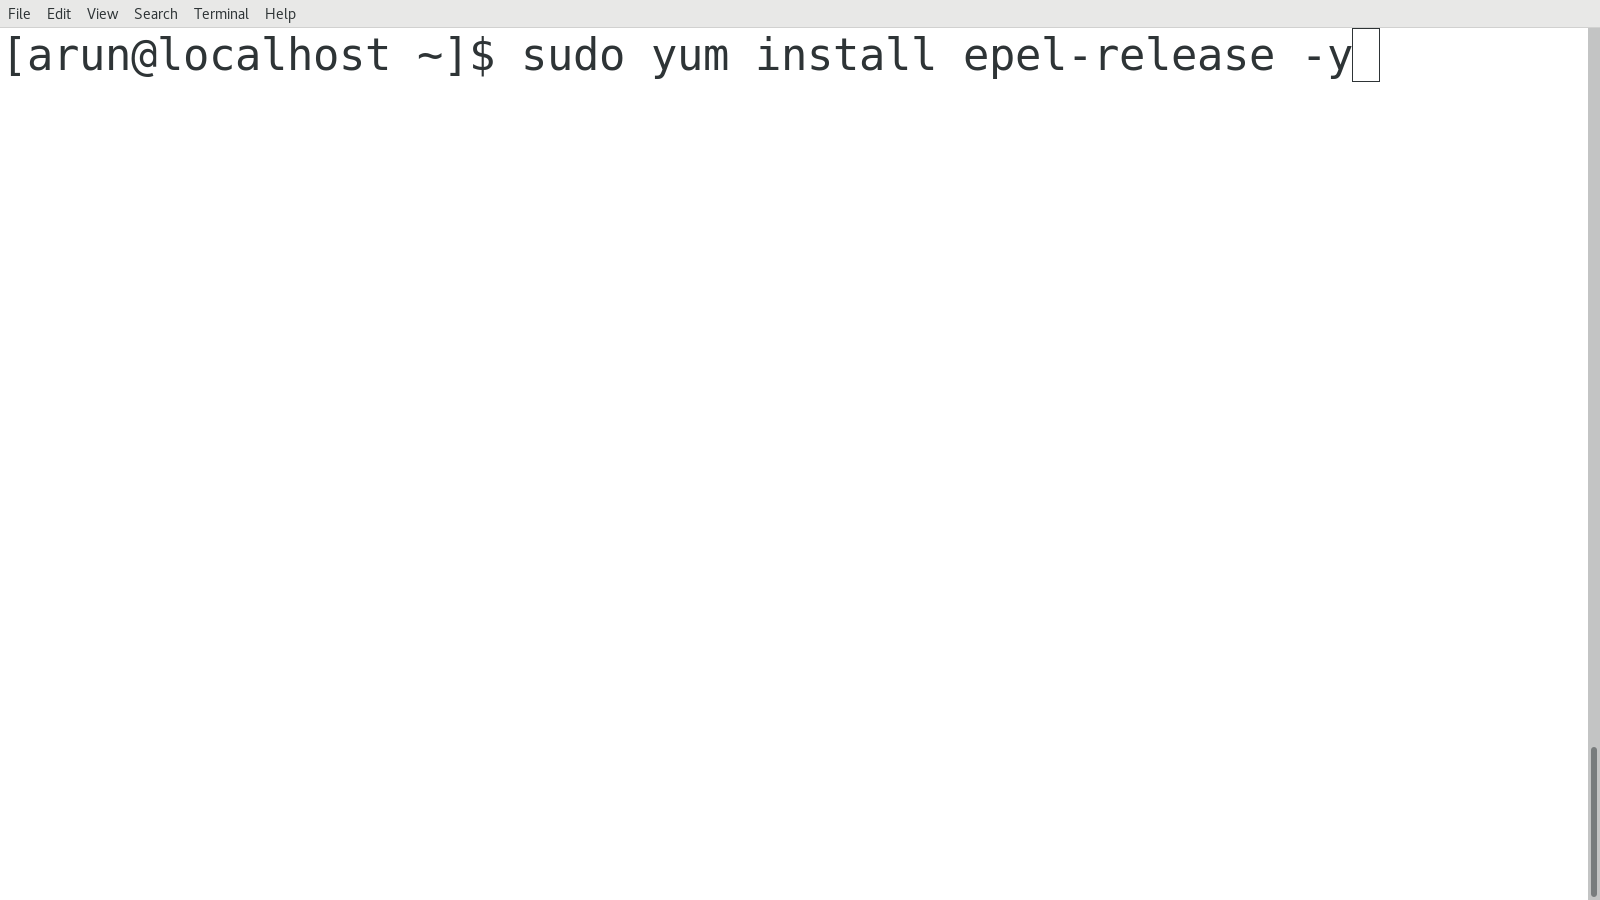 File Edit View Search Terminal Help
[arun@localhost ~]$ sudo yum install epel-release -y